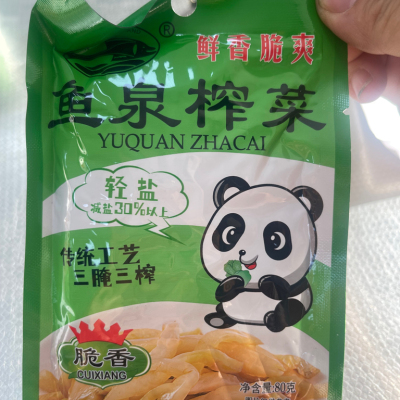 ®
鲜香脆爽
鱼泉榨菜
YUQUAN ZHACAI
轻盐
减盐30%以上
传统工艺
三腌三榨
脆香
CUIXIANG
净含量:80克